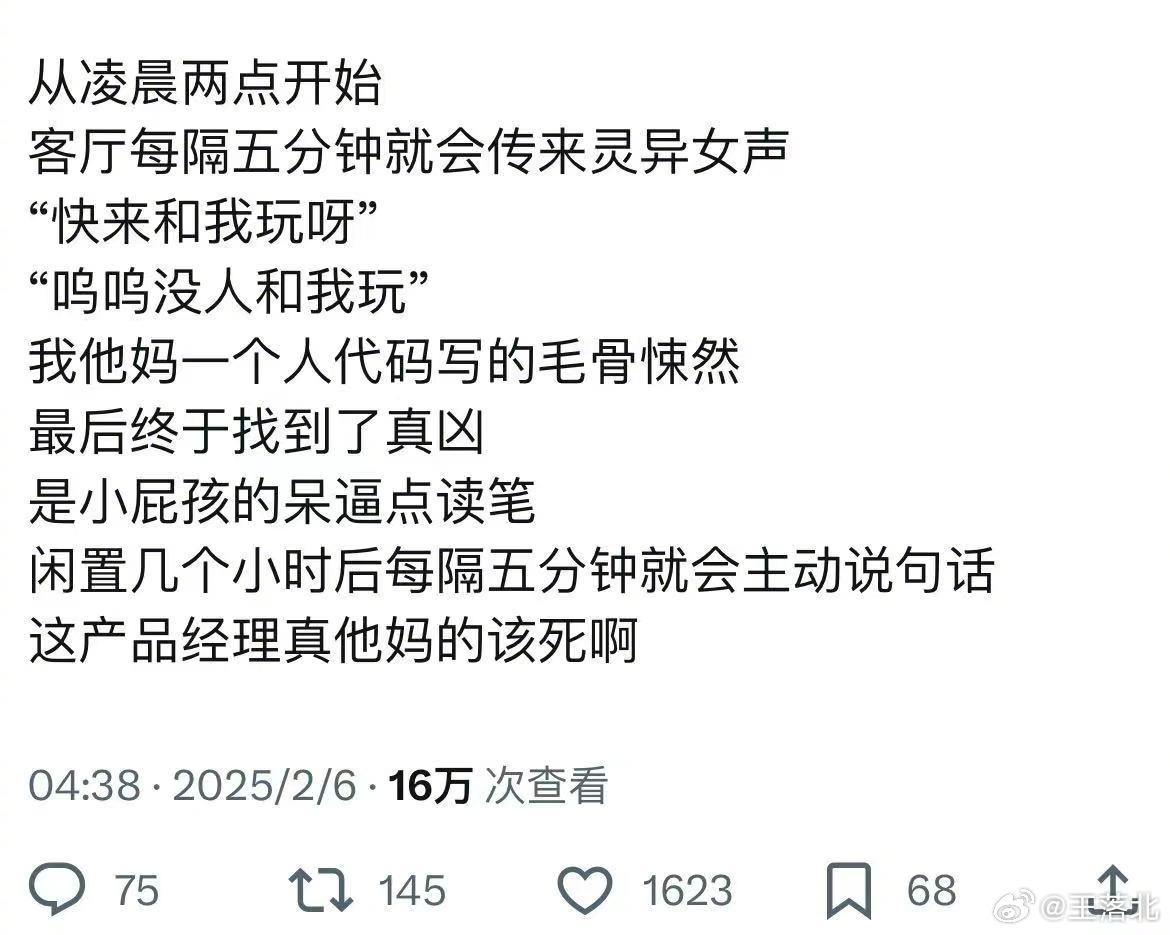 从凌晨两点开始
客厅每隔五分钟就会传来灵异女声
“快来和我玩呀”
“呜呜没人和我玩”
我他妈一个人代码写的毛骨悚然
最后终于找到了真凶
是小屁孩的呆逼点读笔
闲置几个小时后每隔五分钟就会主动说句话
这产品经理真他妈的该死啊
04:38 · 2025/2/6 · 16万 次查看
75 145 1623 68
@王落北